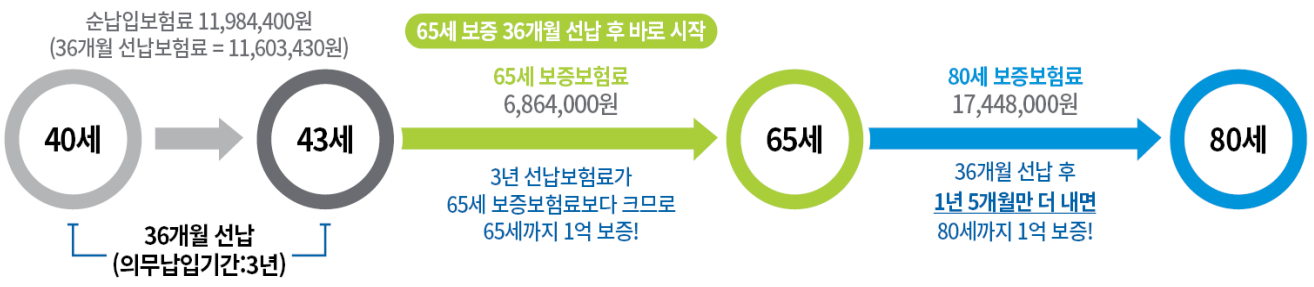 순납입보험료 11,984,400원
(36개월 선납보험료 = 11,603,430원)
40세
43세
36개월 선납
(의무납입기간:3년)
65세 보증 36개월 선납 후 바로 시작
65세 보증보험료
6,864,000원
3년 선납보험료가
65세 보증보험료보다 크므로
65세까지 1억 보증!
65세
80세 보증보험료
17,448,000원
36개월 선납 후
1년 5개월만 더 내면
80세까지 1억 보증!
80세